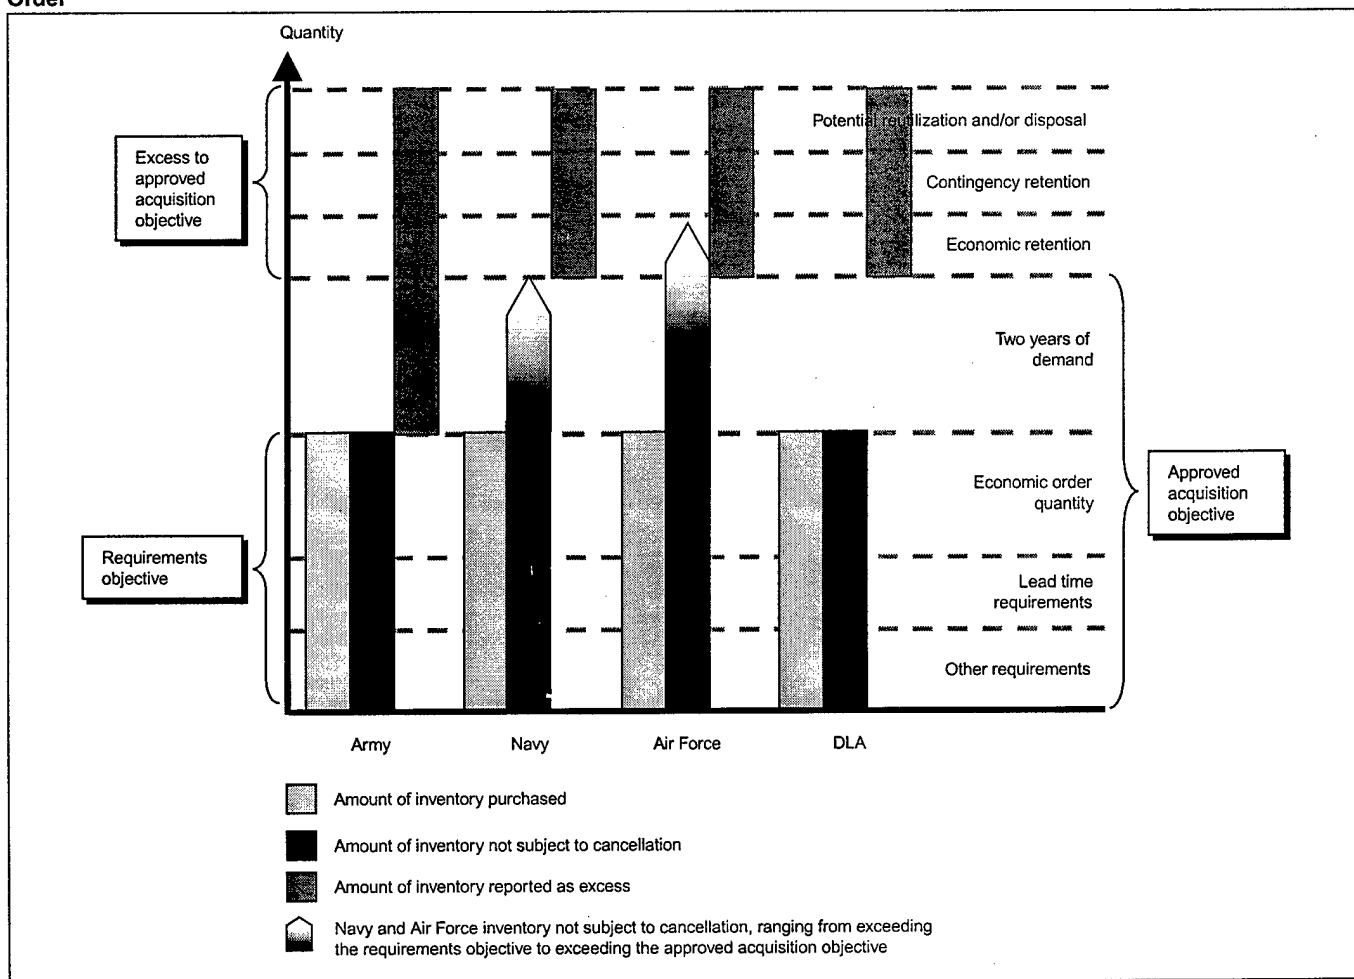 Order
Quantity
Potential reutilization and/or disposal
Excess to
approved
acquisition
objective
Contingency retention
Economic retention
Two years of
demand
Economic order
quantity
Approved
acquisition
objective
Requirements
objective
Lead time
requirements
Other requirements
Army Navy Air Force DLA
Amount of inventory purchased
Amount of inventory not subject to cancellation
Amount of inventory reported as excess
Navy and Air Force inventory not subject to cancellation, ranging from exceeding
the requirements objective to exceeding the approved acquisition objective